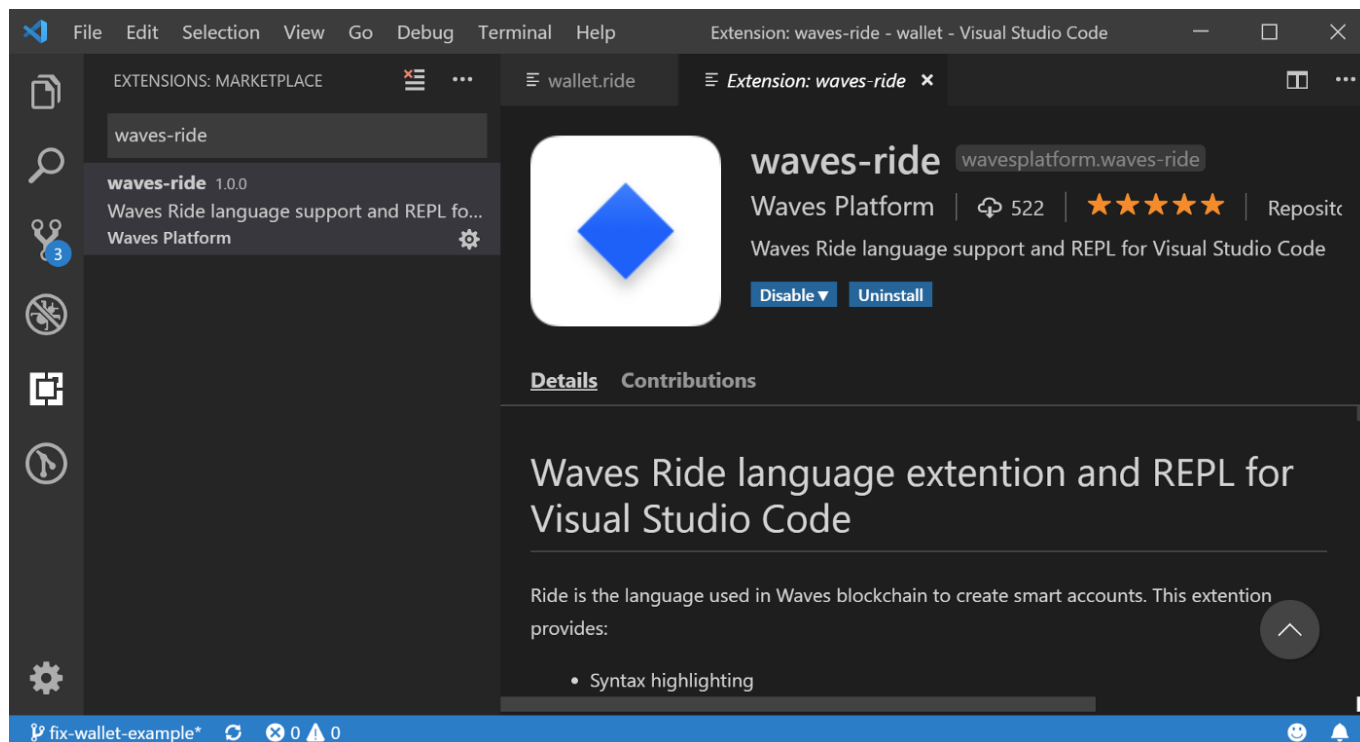 File Edit Selection View Go Debug Terminal Help Extension: waves-ride - wallet - Visual Studio Code
EXTENSIONS: MARKETPLACE
waves-ride
waves-ride 1.0.0
Waves Ride language support and REPL fo...
Waves Platform
3
wallet.ride Extension: waves-ride
waves-ride wavesplatform.waves-ride
Waves Platform 522 Reposito
Waves Ride language support and REPL for Visual Studio Code
Disable Uninstall
Details Contributions
Waves Ride language extention and REPL for
Visual Studio Code
Ride is the language used in Waves blockchain to create smart accounts. This extention
provides:
• Syntax highlighting
fix-wallet-example* 0 0